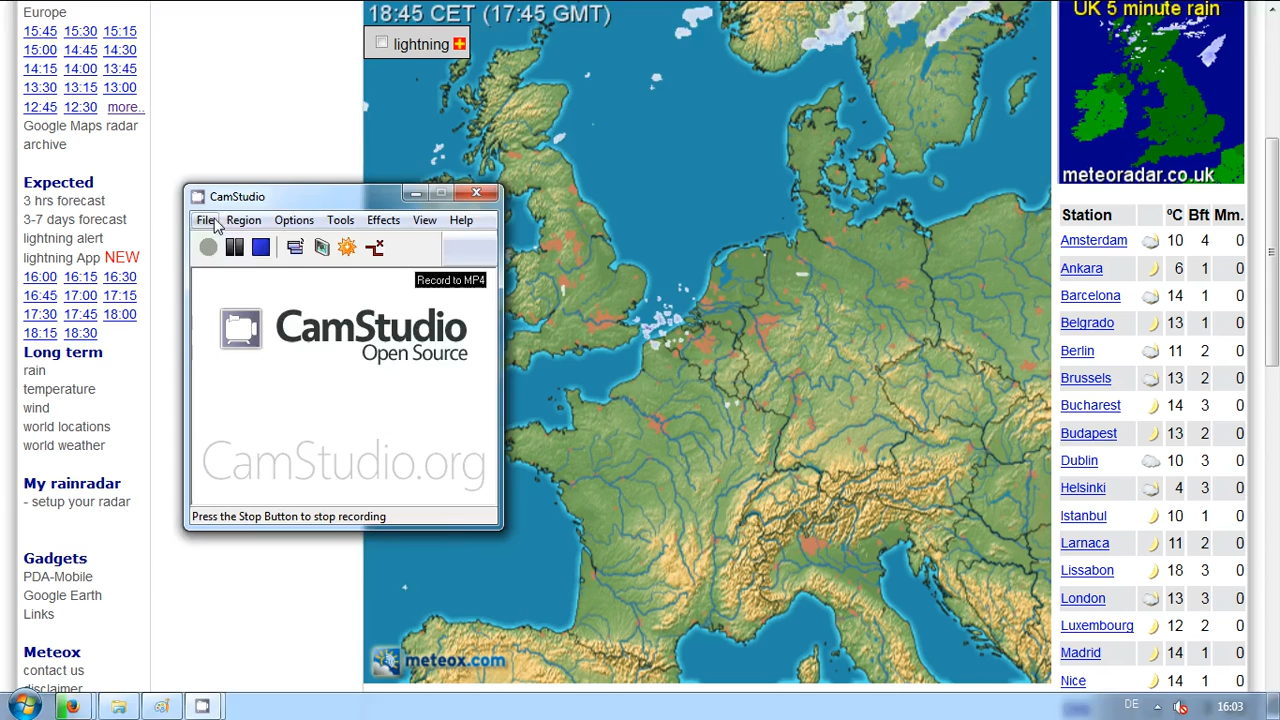 Europe
15:45 15:30 15:15
15:00 14:45 14:30
14:15 14:00 13:45
13:30 13:15 13:00
12:45 12:30 more..
Google Maps radar
archive
Expected
3 hrs forecast
3-7 days forecast
lightning alert
lightning App NEW
16:00 16:15 16:30
16:45 17:00 17:15
17:30 17:45 18:00
18:15 18:30
Long term
rain
temperature
wind
world locations
world weather
My rainradar
- setup your radar
Gadgets
PDA-Mobile
Google Earth
Links
Meteox
contact us
disclaimer
18:45 CET (17:45 GMT)
lightning
CamStudio
File Region Options Tools Effects View Help
Record to MP4
CamStudio
Open Source
CamStudio.org
Press the Stop Button to stop recording
meteox.com
UK 5 minute rain
meteoradar.co.uk
Station ºC Bft Mm.
Amsterdam 10 4 0
Ankara 6 1 0
Barcelona 14 1 0
Belgrado 13 1 0
Berlin 11 2 0
Brussels 13 2 0
Bucharest 14 3 0
Budapest 13 2 0
Dublin 10 3 0
Helsinki 4 3 0
Istanbul 10 1 0
Larnaca 11 2 0
Lissabon 18 3 0
London 13 3 0
Luxembourg 12 2 0
Madrid 14 1 0
Nice 14 1 0
DE 16:03